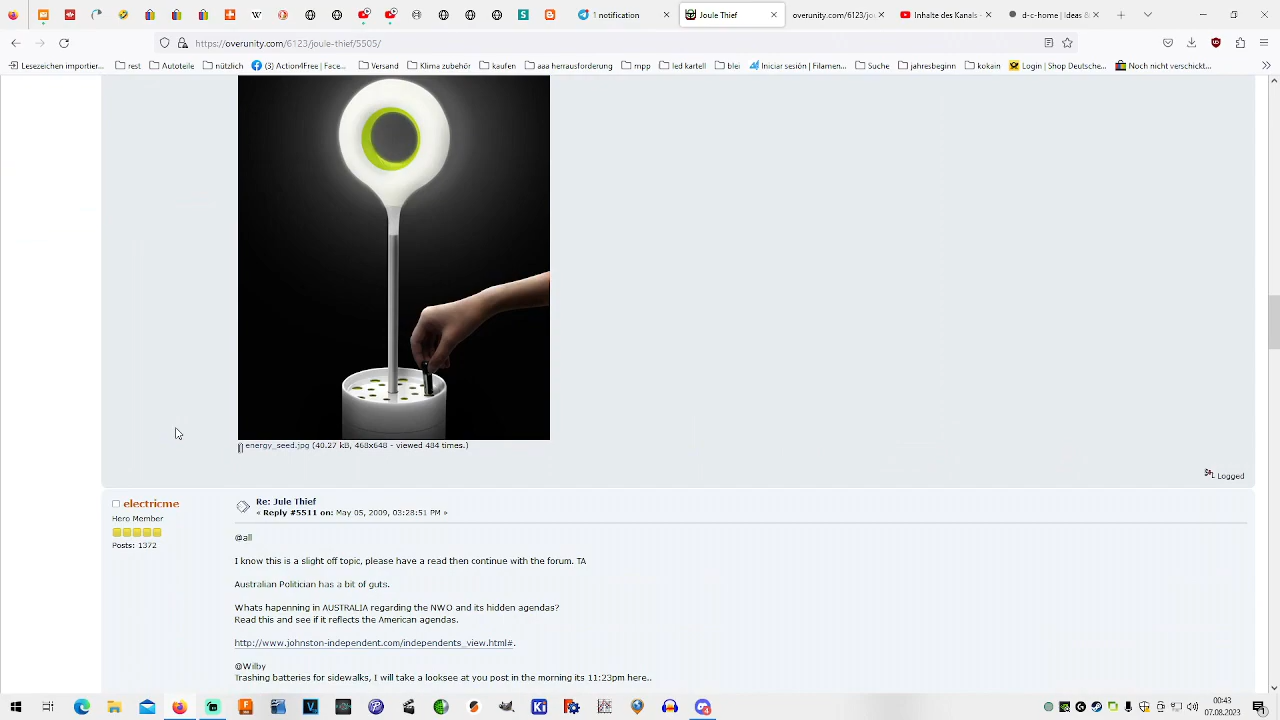 1 notification
Joule Thief
overunity.com/6123/jo
Inhalte des Kanals -
d-c-home ideas an
https://overunity.com/6123/joule-thief/5505/
Lesezeichen importier...
rest
Autoteile
nützlich
(3) Action4Free | Face...
Versand
Klima zubehör
kaufen
aaa herrausforderung
mpp
led kartell
blei
Iniciar sesión | Filamen...
Suche
jahresbeginn
kokain
Login | Shop Deutsche...
Noch nicht verschickt...
energy_seed.jpg (40.27 kB, 468x648 - viewed 484 times.)
Logged
electricme
Re: Jule Thief
Hero Member
« Reply #5511 on: May 05, 2009, 03:28:51 PM »
Posts: 1372
@all
I know this is a slight off topic, please have a read then continue with the forum. TA
Australian Politician has a bit of guts.
Whats hapenning in AUSTRALIA regarding the NWO and its hidden agendas?
Read this and see if it reflects the American agendas.
http://www.johnston-independent.com/independents_view.html#.
@Wilby
Trashing batteries for sidewalks, I will take a looksee at you post in the morning its 11:23pm here..
00:43
07.09.2023